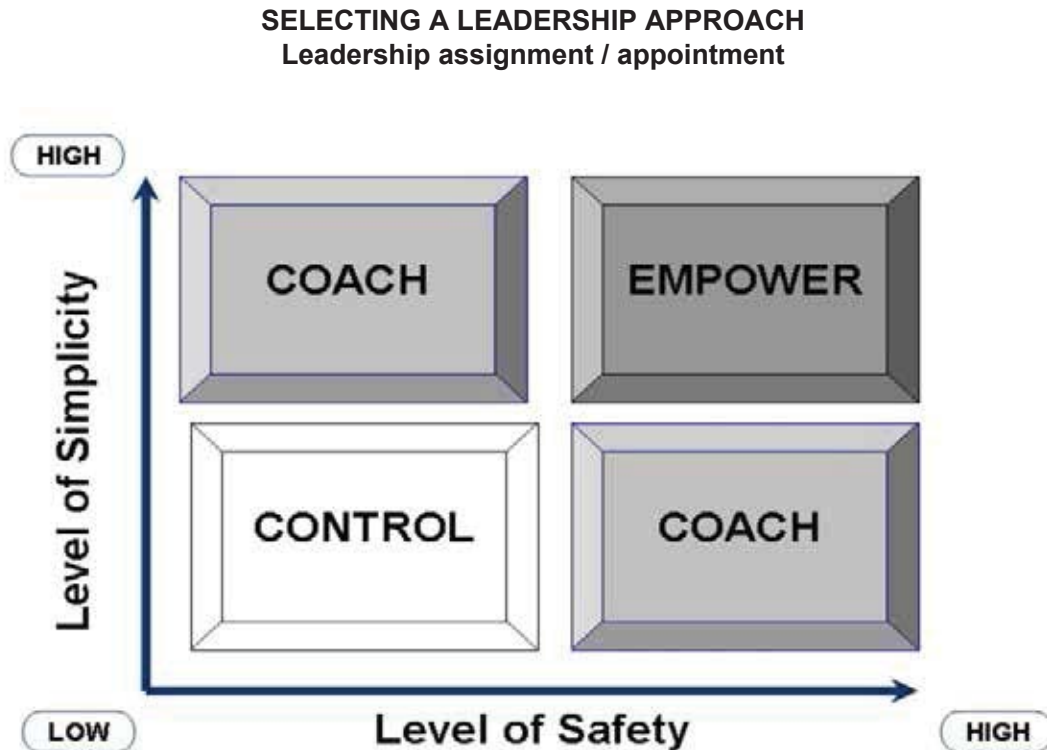 SELECTING A LEADERSHIP APPROACH
Leadership assignment / appointment
HIGH
Level of Simplicity
COACH
EMPOWER
CONTROL
COACH
LOW
Level of Safety
HIGH